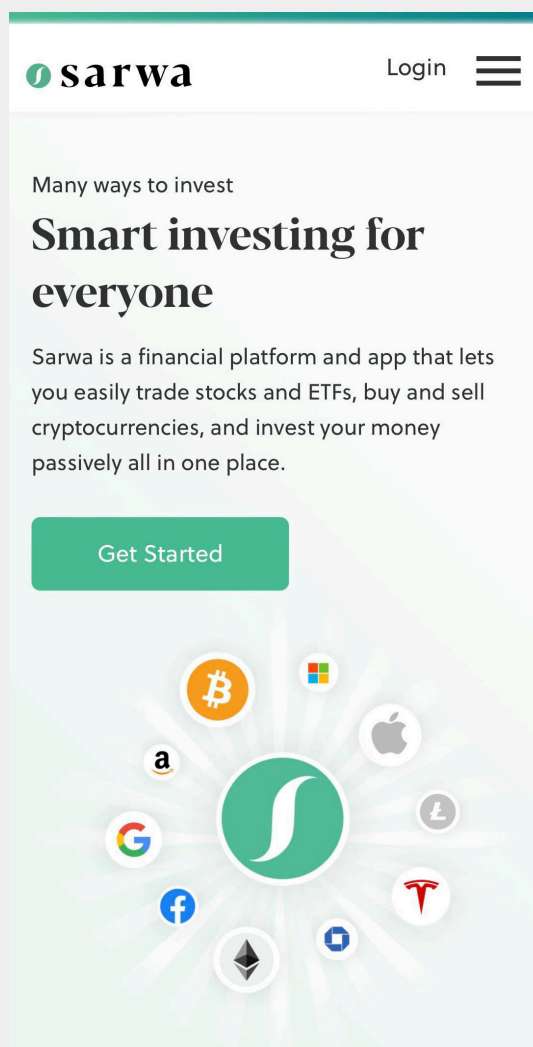 sarwa
Login
Many ways to invest
Smart investing for
everyone
Sarwa is a financial platform and app that lets
you easily trade stocks and ETFs, buy and sell
cryptocurrencies, and invest your money
passively all in one place.
Get Started